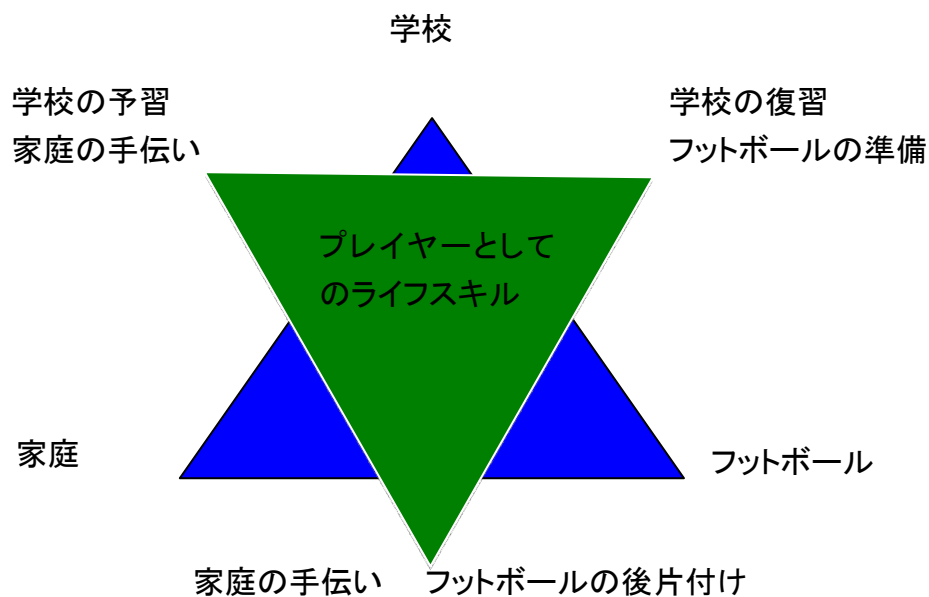 学校
学校の予習
家庭の手伝い
学校の復習
フットボールの準備
プレイヤーとして
のライフスキル
家庭
フットボール
家庭の手伝い　フットボールの後片付け